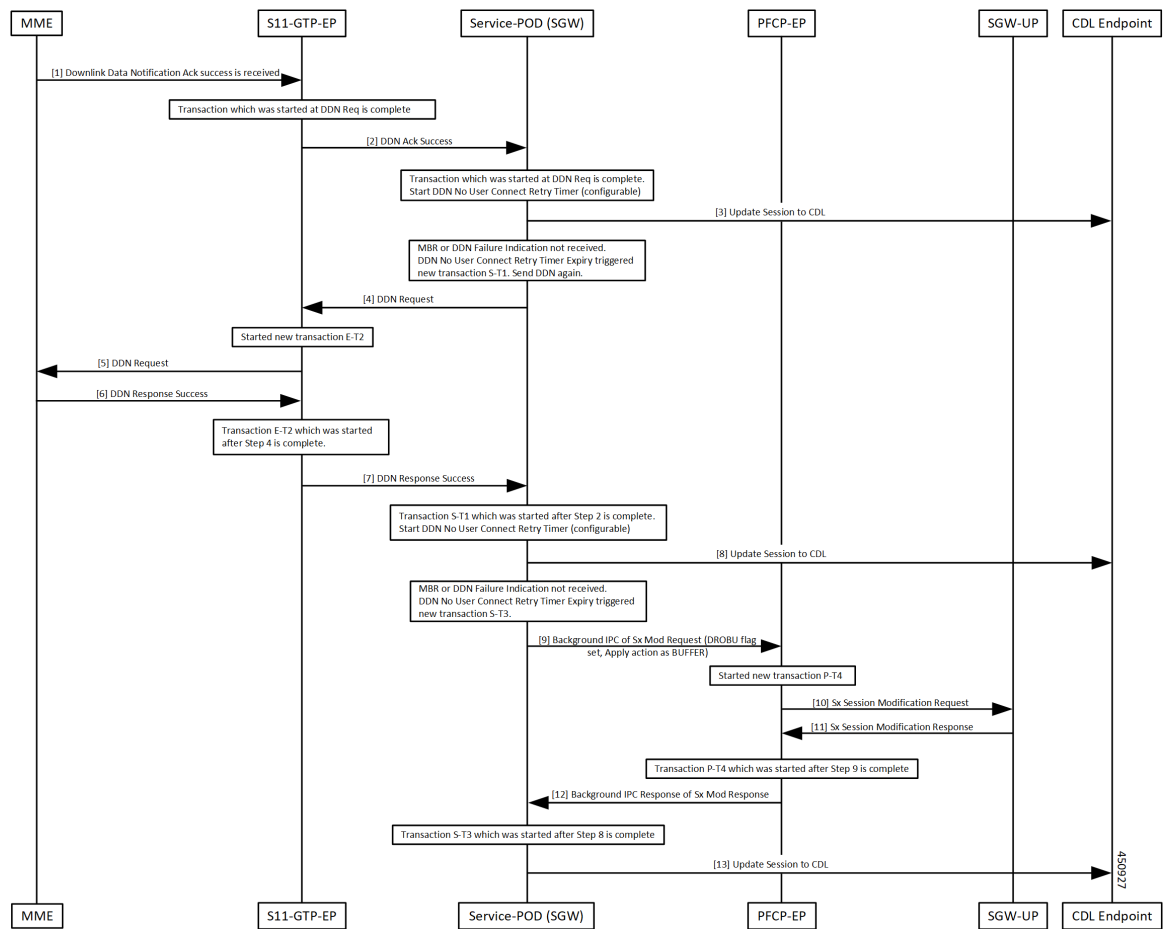 MME
S11-GTP-EP
Service-POD (SGW)
PFCP-EP
SGW-UP
CDL Endpoint
[1] Downlink Data Notification Ack success is received
Transaction which was started at DDN Req is complete
[2] DDN Ack Success
Transaction which was started at DDN Req is complete.
Start DDN No User Connect Retry Timer (configurable)
[3] Update Session to CDL
MBR or DDN Failure Indication not received.
DDN No User Connect Retry Timer Expiry triggered
new transaction S-T1. Send DDN again.
[4] DDN Request
Started new transaction E-T2
[5] DDN Request
[6] DDN Response Success
Transaction E-T2 which was started
after Step 4 is complete.
[7] DDN Response Success
Transaction S-T1 which was started after Step 2 is complete.
Start DDN No User Connect Retry Timer (configurable)
[8] Update Session to CDL
MBR or DDN Failure Indication not received.
DDN No User Connect Retry Timer Expiry triggered
new transaction S-T3.
[9] Background IPC of Sx Mod Request (DROBU flag
set, Apply action as BUFFER)
Started new transaction P-T4
[10] Sx Session Modification Request
[11] Sx Session Modification Response
Transaction P-T4 which was started after Step 9 is complete
[12] Background IPC Response of Sx Mod Response
Transaction S-T3 which was started after Step 8 is complete
[13] Update Session to CDL
450927
MME
S11-GTP-EP
Service-POD (SGW)
PFCP-EP
SGW-UP
CDL Endpoint